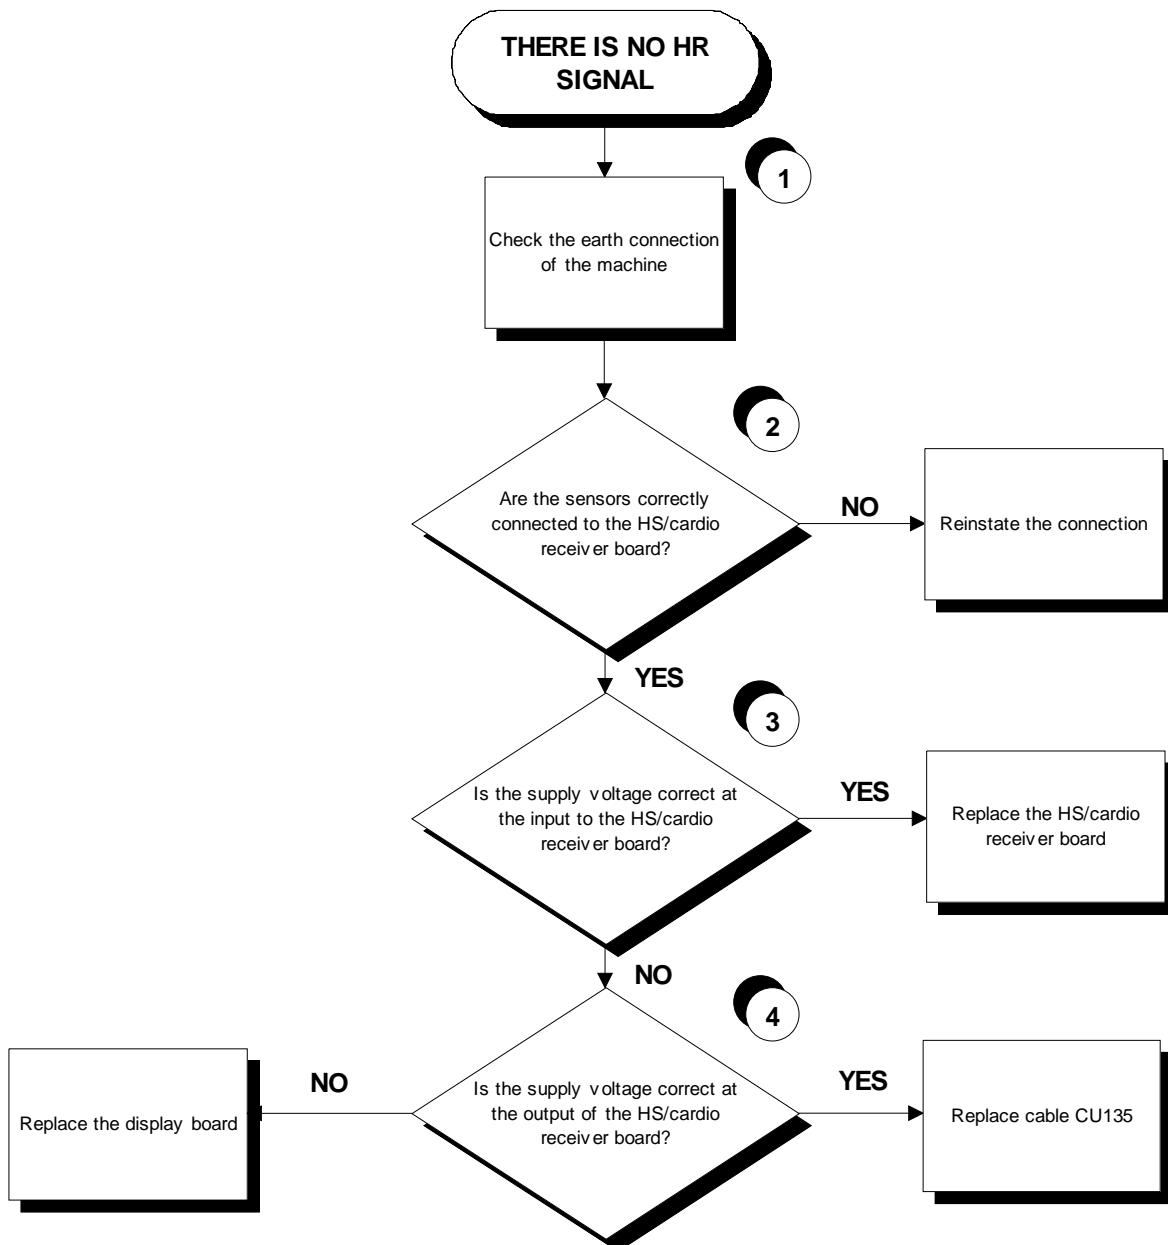 THERE IS NO HR
SIGNAL
1
Check the earth connection
of the machine
2
Are the sensors correctly
connected to the HS/cardio
receiver board?
NO
Reinstate the connection
YES
3
Is the supply voltage correct at
the input to the HS/cardio
receiver board?
YES
Replace the HS/cardio
receiver board
NO
4
Is the supply voltage correct at
the output of the HS/cardio
receiver board?
NO
Replace the display board
YES
Replace cable CU135